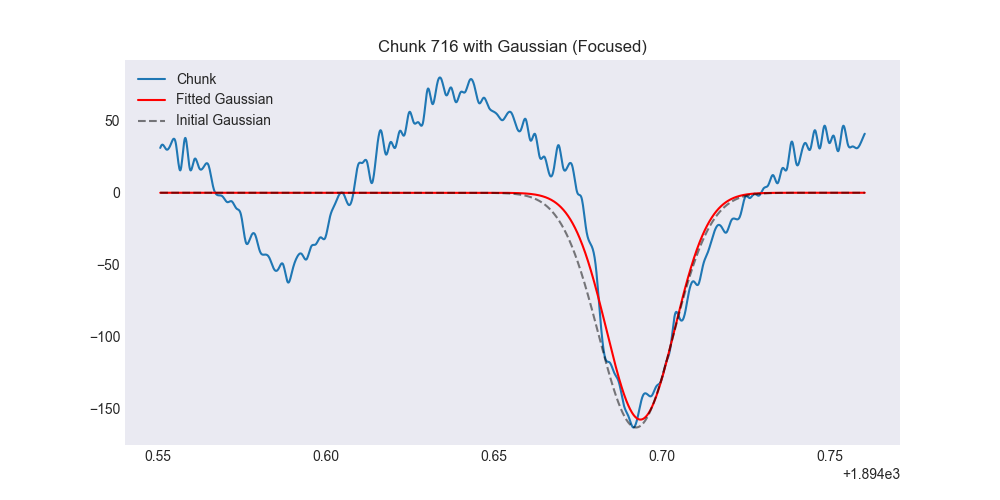 Chunk 716 with Gaussian (Focused)
Chunk
Fitted Gaussian
Initial Gaussian
50
0
−50
−100
−150
0.55 0.60 0.65 0.70 0.75
+1.894e3